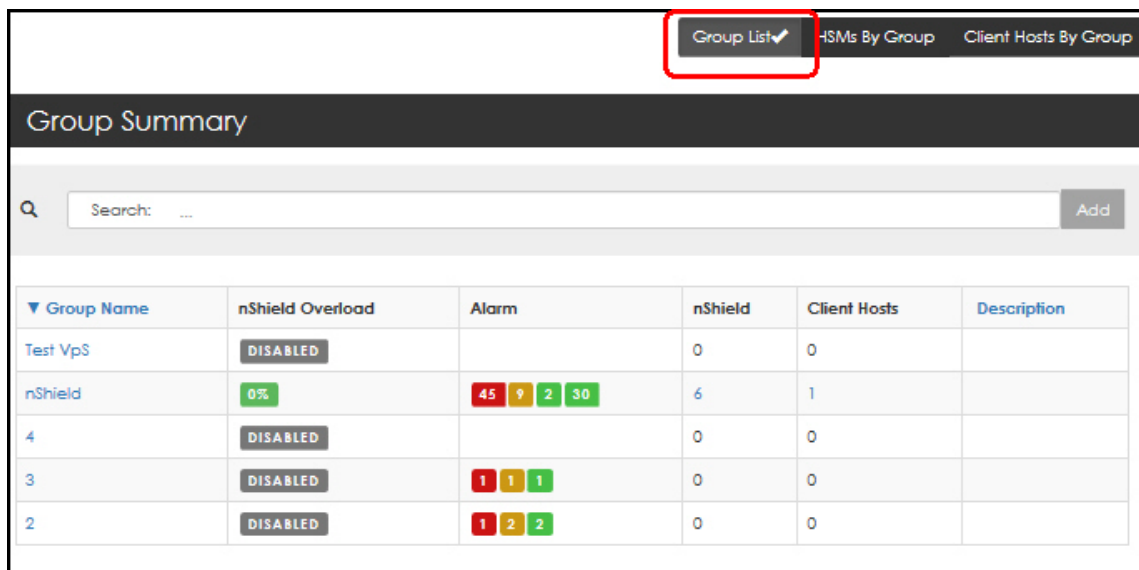 Group List✔ HSMs By Group Client Hosts By Group
Group Summary
Search: ... Add
▼ Group Name nShield Overload Alarm nShield Client Hosts Description
Test VpS DISABLED 0 0
nShield 0% 45 9 2 30 6 1
4 DISABLED 0 0
3 DISABLED 1 1 1 0 0
2 DISABLED 1 2 2 0 0